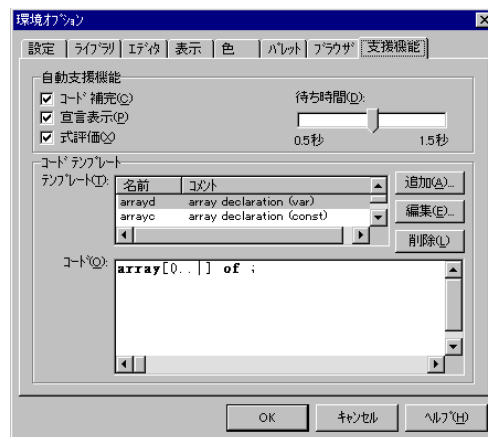 環境オプション
設定 ライブラリ エディタ 表示 色 パレット ブラウザ 支援機能
自動支援機能
コード補完(C)
宣言表示(P)
式評価(X)
待ち時間(D):
0.5秒 1.5秒
コードテンプレート
テンプレート(T):
名前 コメント
arrayd array declaration (var)
arrayc array declaration (const)
追加(A)...
編集(E)...
削除(L)
コード(O):
array[0..|] of ;
OK キャンセル ヘルプ(H)